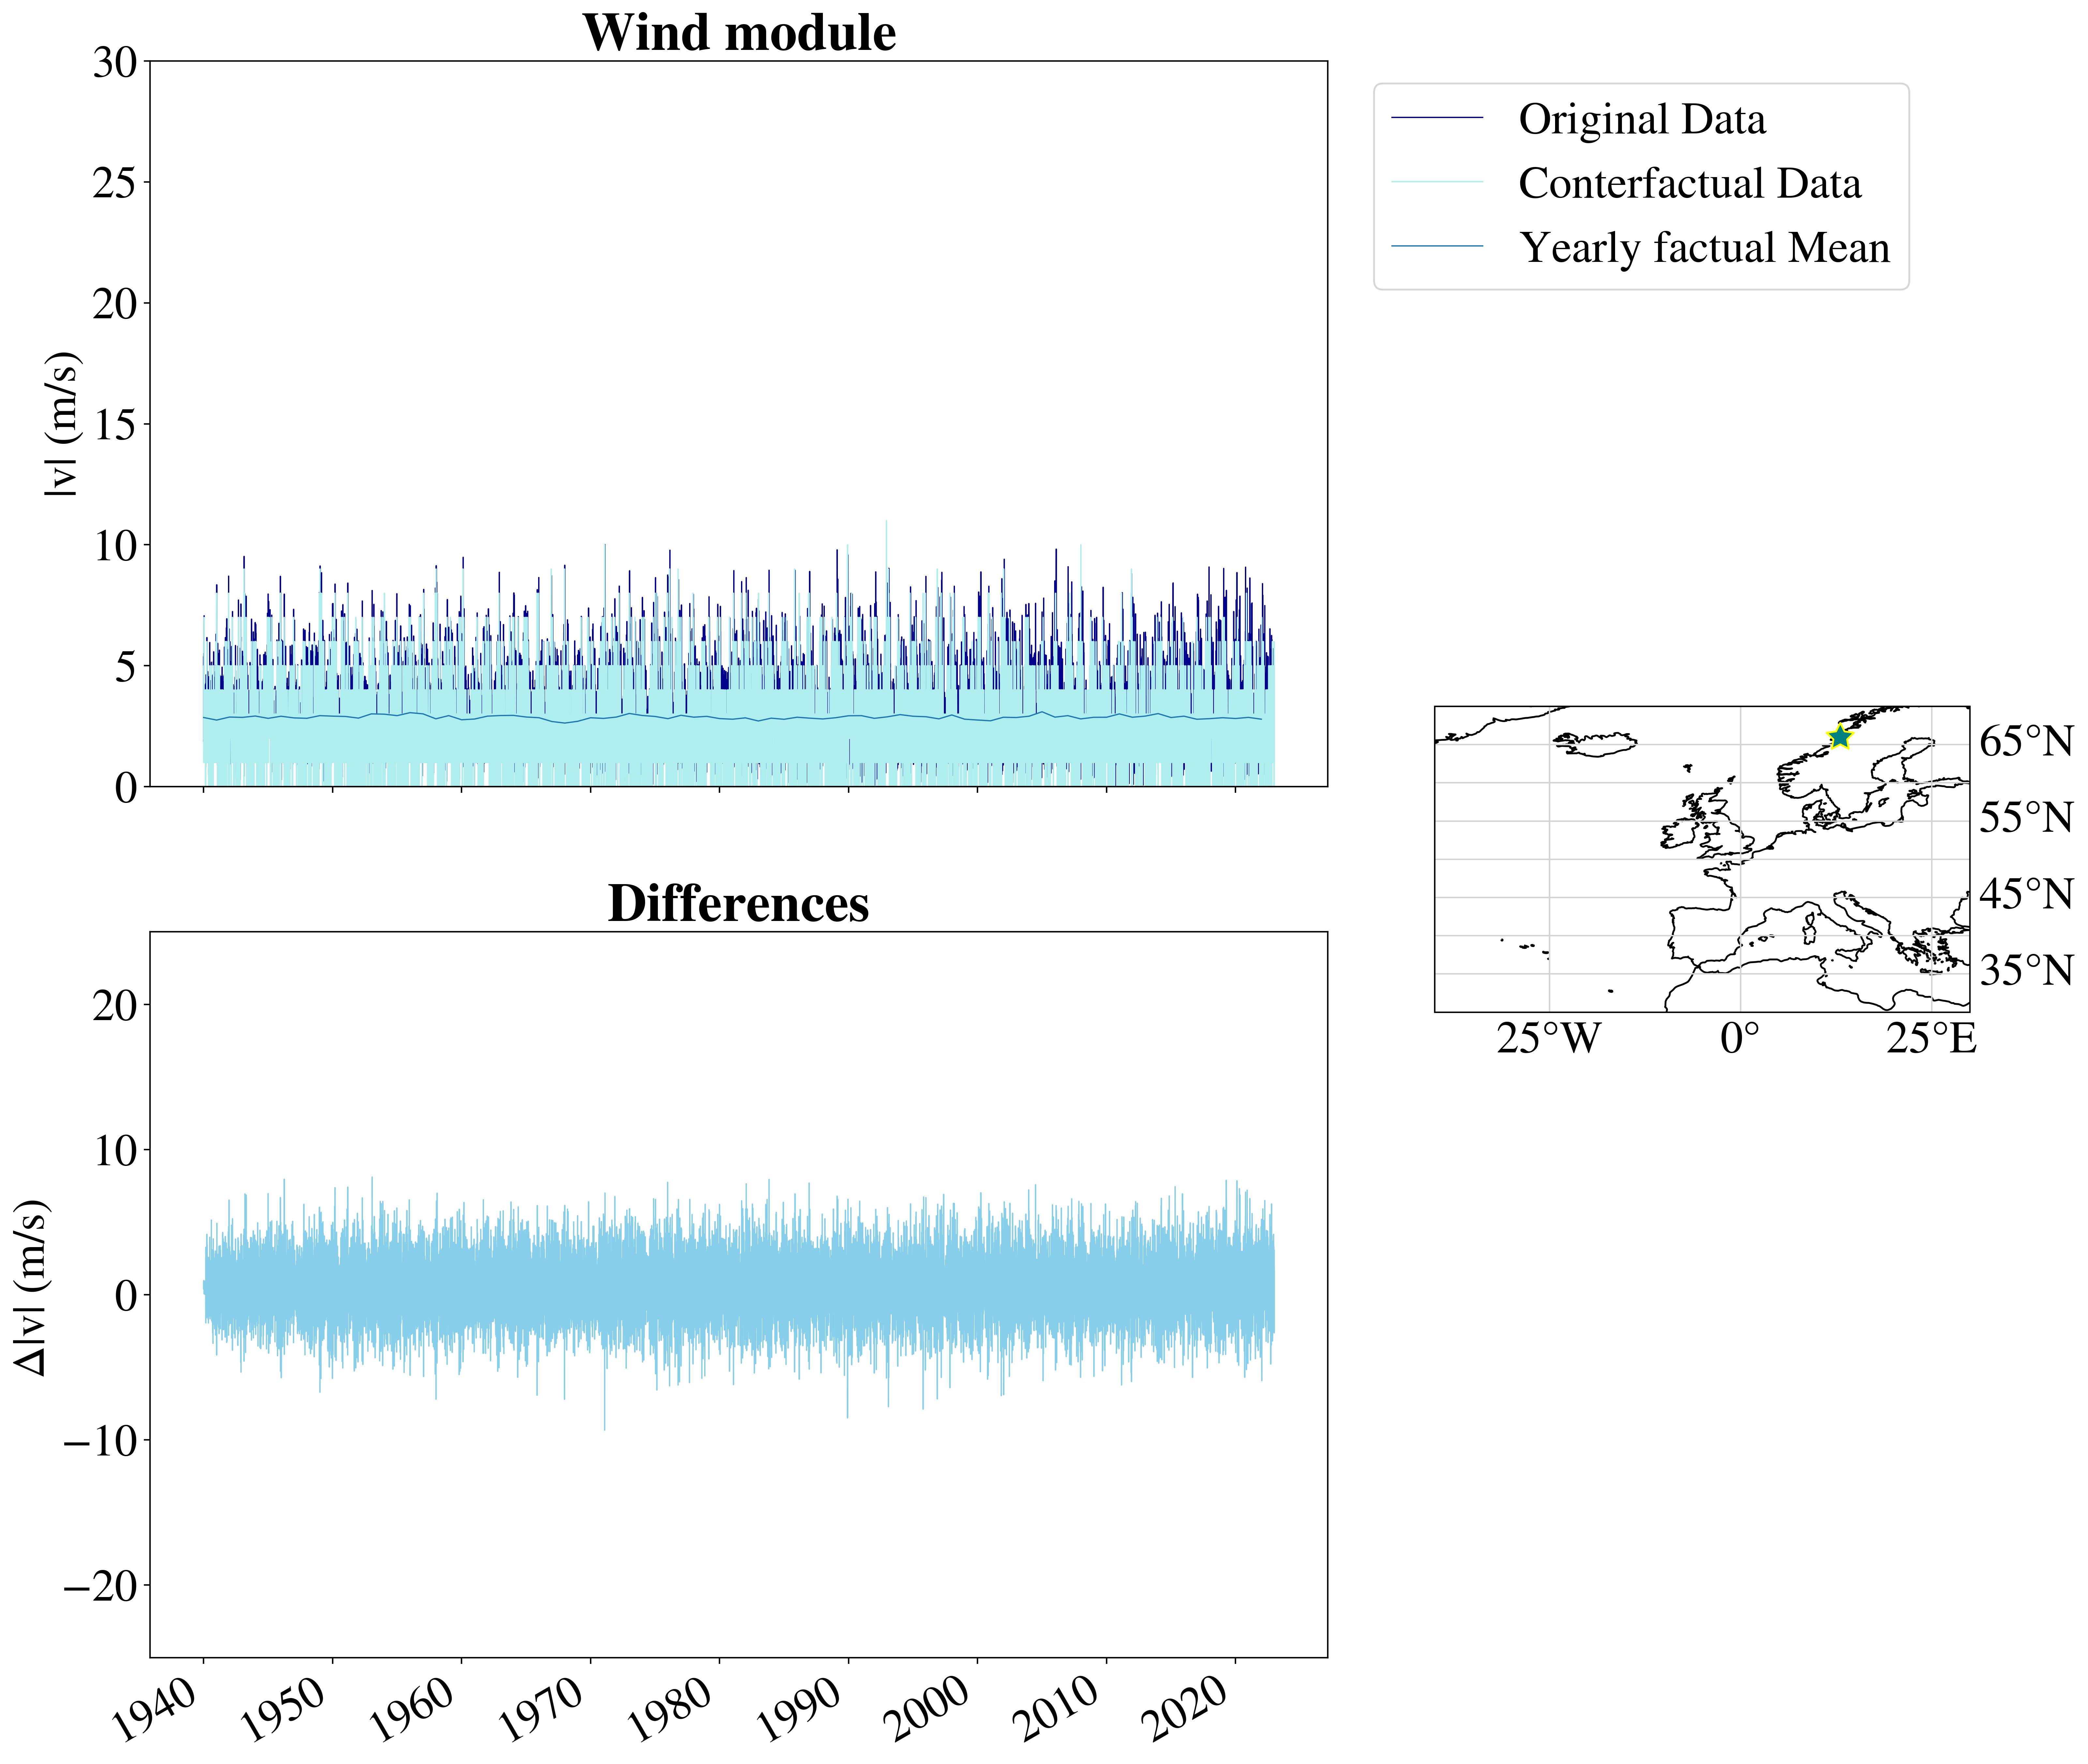 Wind module
30
25
20
15
10
5
0
|v| (m/s)
Original Data
Conterfactual Data
Yearly factual Mean
65°N
55°N
45°N
35°N
25°W 0° 25°E
Differences
20
10
0
−10
−20
Δ|v| (m/s)
1940 1950 1960 1970 1980 1990 2000 2010 2020